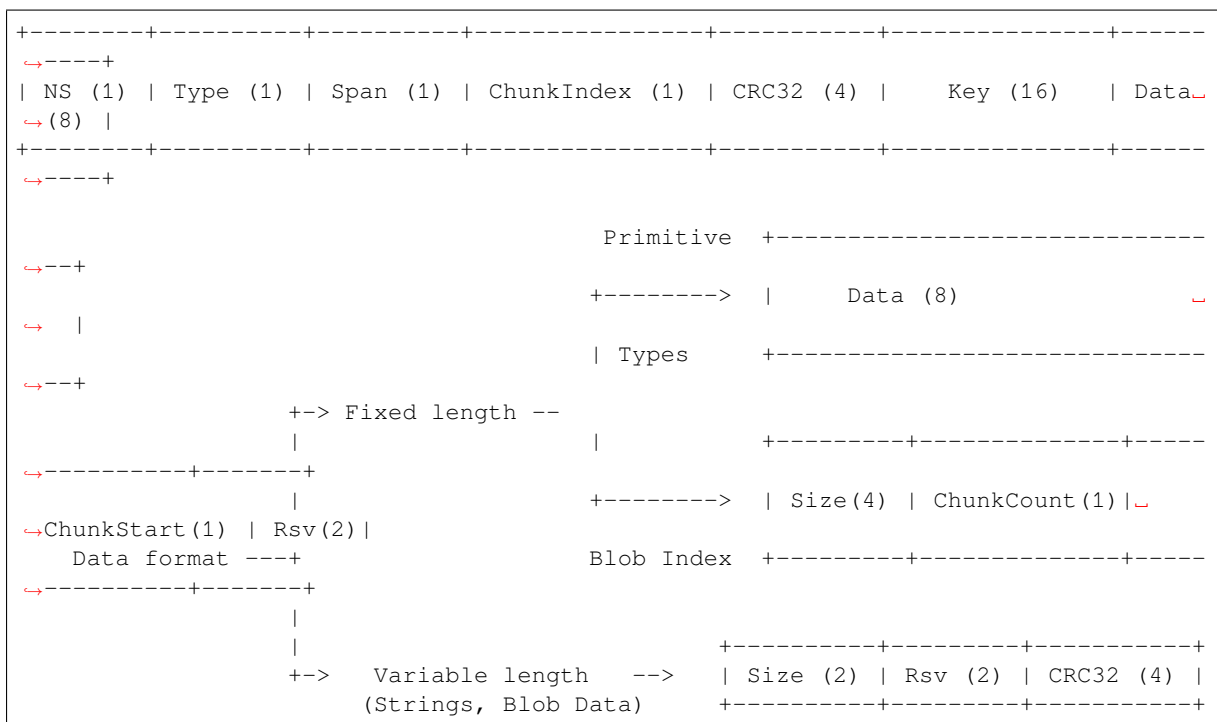 +--------+----------+----------+----------------+-----------+---------------+------
↪----+
| NS (1) | Type (1) | Span (1) | ChunkIndex (1) | CRC32 (4) |    Key (16)   | Data␣
↪(8) |
+--------+----------+----------+----------------+-----------+---------------+------
↪----+

                                         Primitive  +------------------------------
↪--+
                                        +-------->  |     Data (8)                ␣
↪  |
                                        | Types     +------------------------------
↪--+
                   +-> Fixed length --
                   |                    |           +---------+--------------+-----
↪----------+-------+
                   |                    +-------->  | Size(4) | ChunkCount(1)|␣
↪ChunkStart(1) | Rsv(2)|
    Data format ---+                    Blob Index  +---------+--------------+-----
↪----------+-------+
                   |
                   |                             +----------+---------+-----------+
                   +->   Variable length   -->   | Size (2) | Rsv (2) | CRC32 (4) |
                        (Strings, Blob Data)     +----------+---------+-----------+